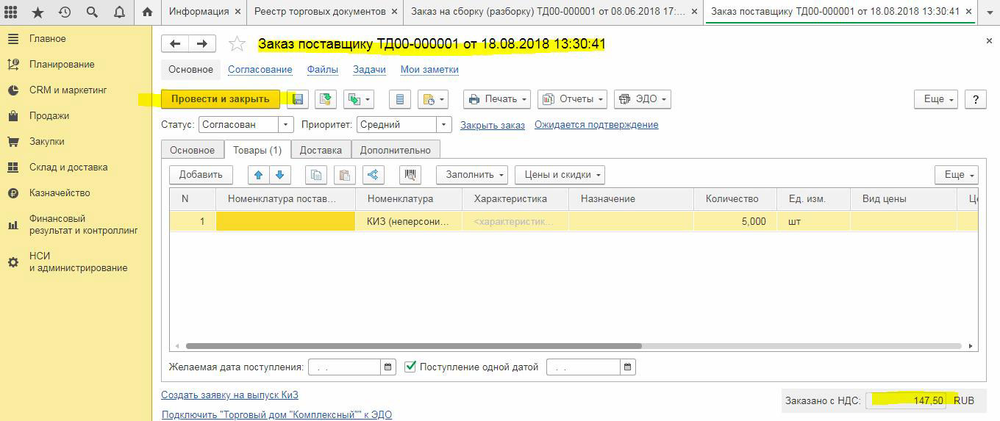 Информация × Реестр торговых документов × Заказ на сборку (разборку) ТД00-000001 от 08.06.2018 17:... × Заказ поставщику ТД00-000001 от 18.08.2018 13:30:41 ×
Главное
Планирование
CRM и маркетинг
Продажи
Закупки
Склад и доставка
Казначейство
Финансовый
результат и контроллинг
НСИ
и администрирование
Заказ поставщику ТД00-000001 от 18.08.2018 13:30:41 ×
Основное Согласование Файлы Задачи Мои заметки
Провести и закрыть Печать Отчеты ЭДО Еще ?
Статус: Согласован Приоритет: Средний Закрыть заказ Ожидается подтверждение
Основное Товары (1) Доставка Дополнительно
Добавить Заполнить Цены и скидки Еще
N Номенклатура постав... Номенклатура Характеристика Назначение Количество Ед. изм. Вид цены
1 КИЗ (неперсони... <характеристик... 5,000 шт
Желаемая дата поступления: . . Поступление одной датой . .
Создать заявку на выпуск КиЗ
Заказано с НДС: 147,50 RUB
Подключить "Торговый дом "Комплексный"" к ЭДО